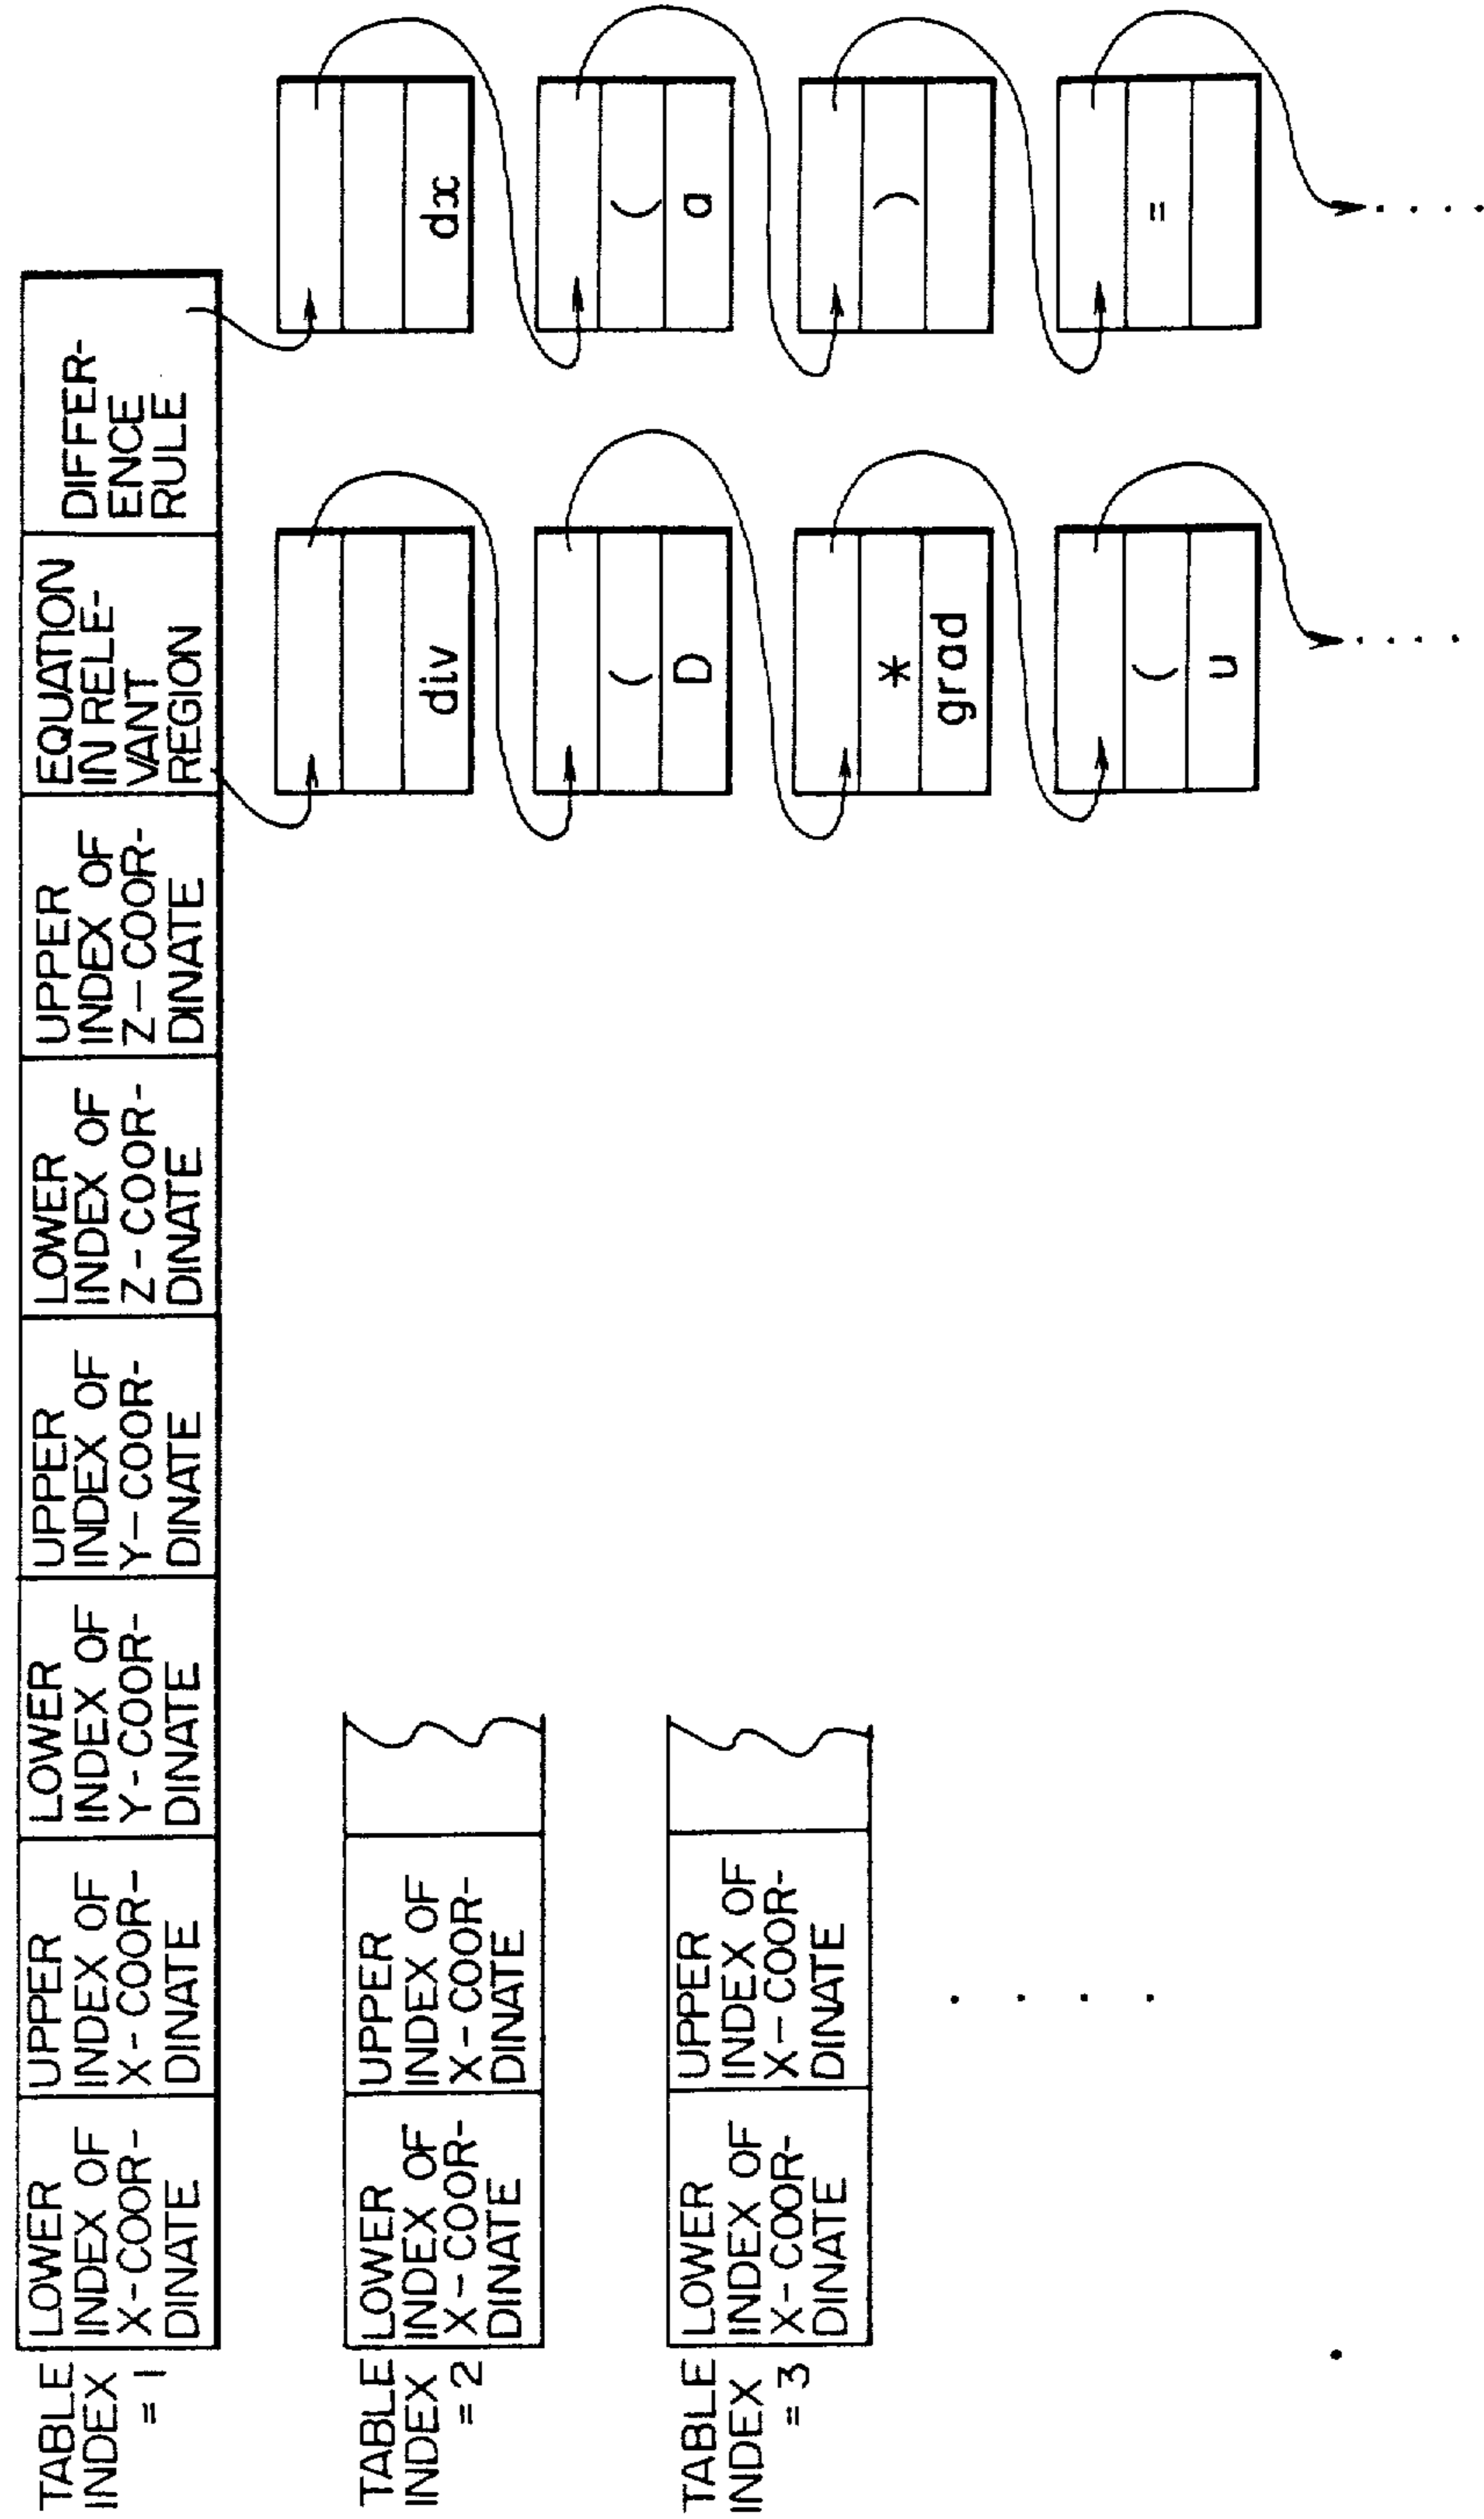 TABLE
INDEX
= 1
LOWER
INDEX OF
X-COOR-
DINATE
UPPER
INDEX OF
X-COOR-
DINATE
LOWER
INDEX OF
Y-COOR-
DINATE
UPPER
INDEX OF
Y-COOR-
DINATE
LOWER
INDEX OF
Z-COOR-
DINATE
UPPER
INDEX OF
Z-COOR-
DINATE
EQUATION
IN RELE-
VANT
REGION
DIFFER-
ENCE
RULE
TABLE
INDEX
= 2
LOWER
INDEX OF
X-COOR-
DINATE
UPPER
INDEX OF
X-COOR-
DINATE
TABLE
INDEX
= 3
LOWER
INDEX OF
X-COOR-
DINATE
UPPER
INDEX OF
X-COOR-
DINATE
div
(
D
*
grad
(
u
dx
(
a
)
=